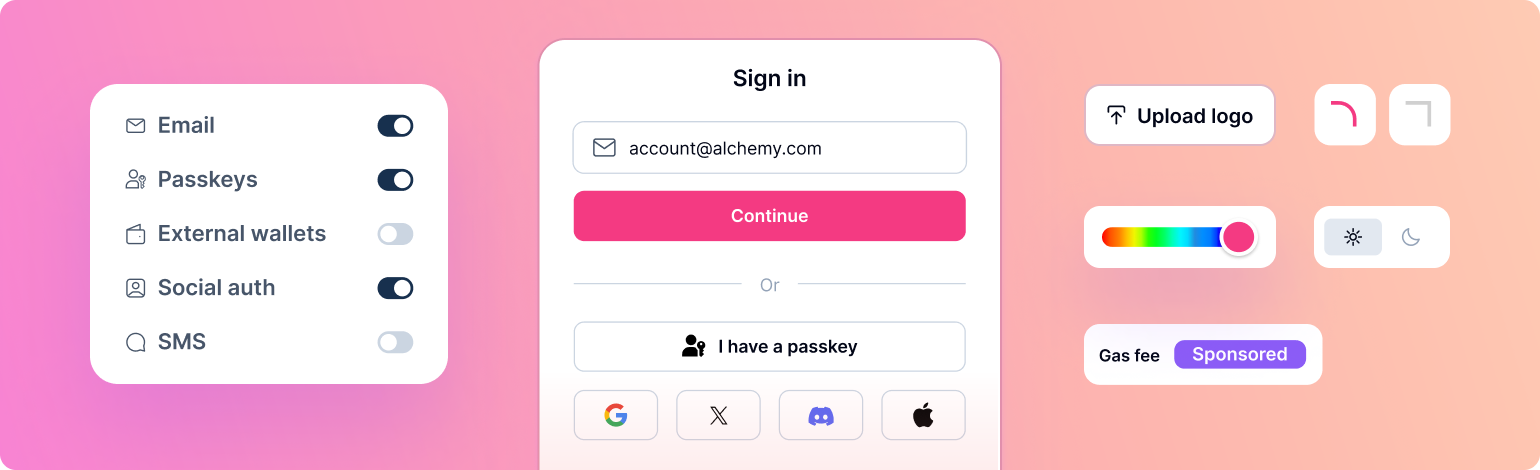 Email
Passkeys
External wallets
Social auth
SMS
Sign in
account@alchemy.com
Continue
Or
I have a passkey
Upload logo
Gas fee
Sponsored